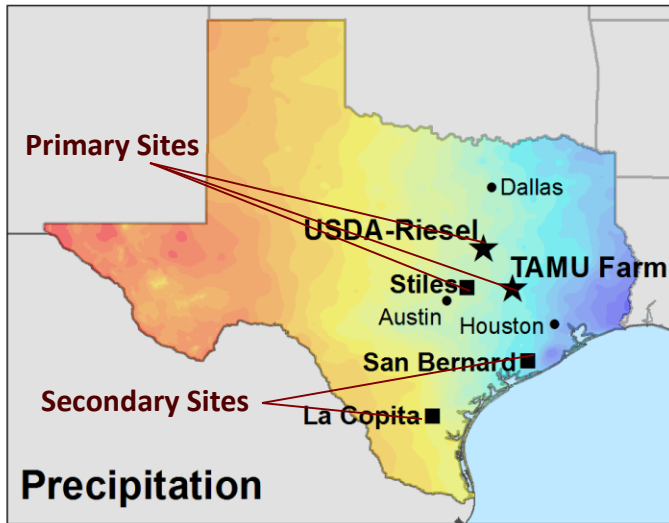 Primary Sites
Dallas
USDA-Riesel
TAMU Farm
Stiles
Austin
Houston
San Bernard
Secondary Sites
La Copita
Precipitation